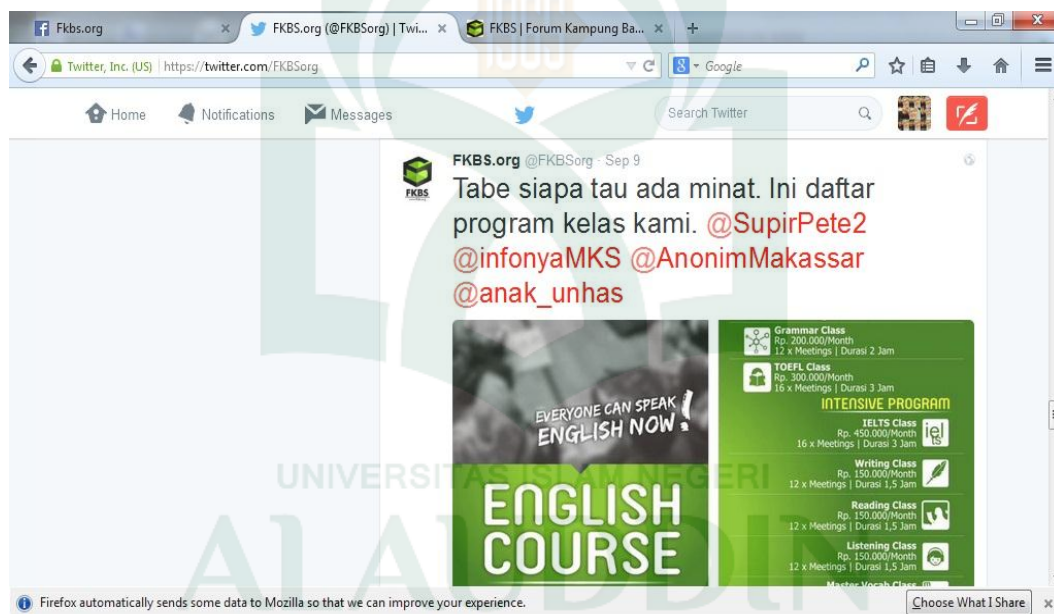 Fkbs.org
FKBS.org (@FKBSorg) | Twi...
FKBS | Forum Kampung Ba...
Twitter, Inc. (US)
https://twitter.com/FKBSorg
Google
Home
Notifications
Messages
Search Twitter
FKBS.org @FKBSorg · Sep 9
FKBS
Tabe siapa tau ada minat. Ini daftar
program kelas kami. @SupirPete2
@infonyaMKS @AnonimMakassar
@anak_unhas
EVERYONE CAN SPEAK
ENGLISH NOW !
ENGLISH
COURSE
Grammar Class
Rp. 200.000/Month
12 x Meetings | Durasi 2 Jam
TOEFL Class
Rp. 300.000/Month
16 x Meetings | Durasi 3 Jam
INTENSIVE PROGRAM
IELTS Class
Rp. 450.000/Month
16 x Meetings | Durasi 3 Jam
ielts
Writing Class
Rp. 150.000/Month
12 x Meetings | Durasi 1,5 Jam
Reading Class
Rp. 150.000/Month
12 x Meetings | Durasi 1,5 Jam
Listening Class
Rp. 150.000/Month
12 x Meetings | Durasi 1,5 Jam
Master Vocab Class
UNIVERSITAS ISLAM NEGERI
ALAUDDIN
Firefox automatically sends some data to Mozilla so that we can improve your experience.
Choose What I Share